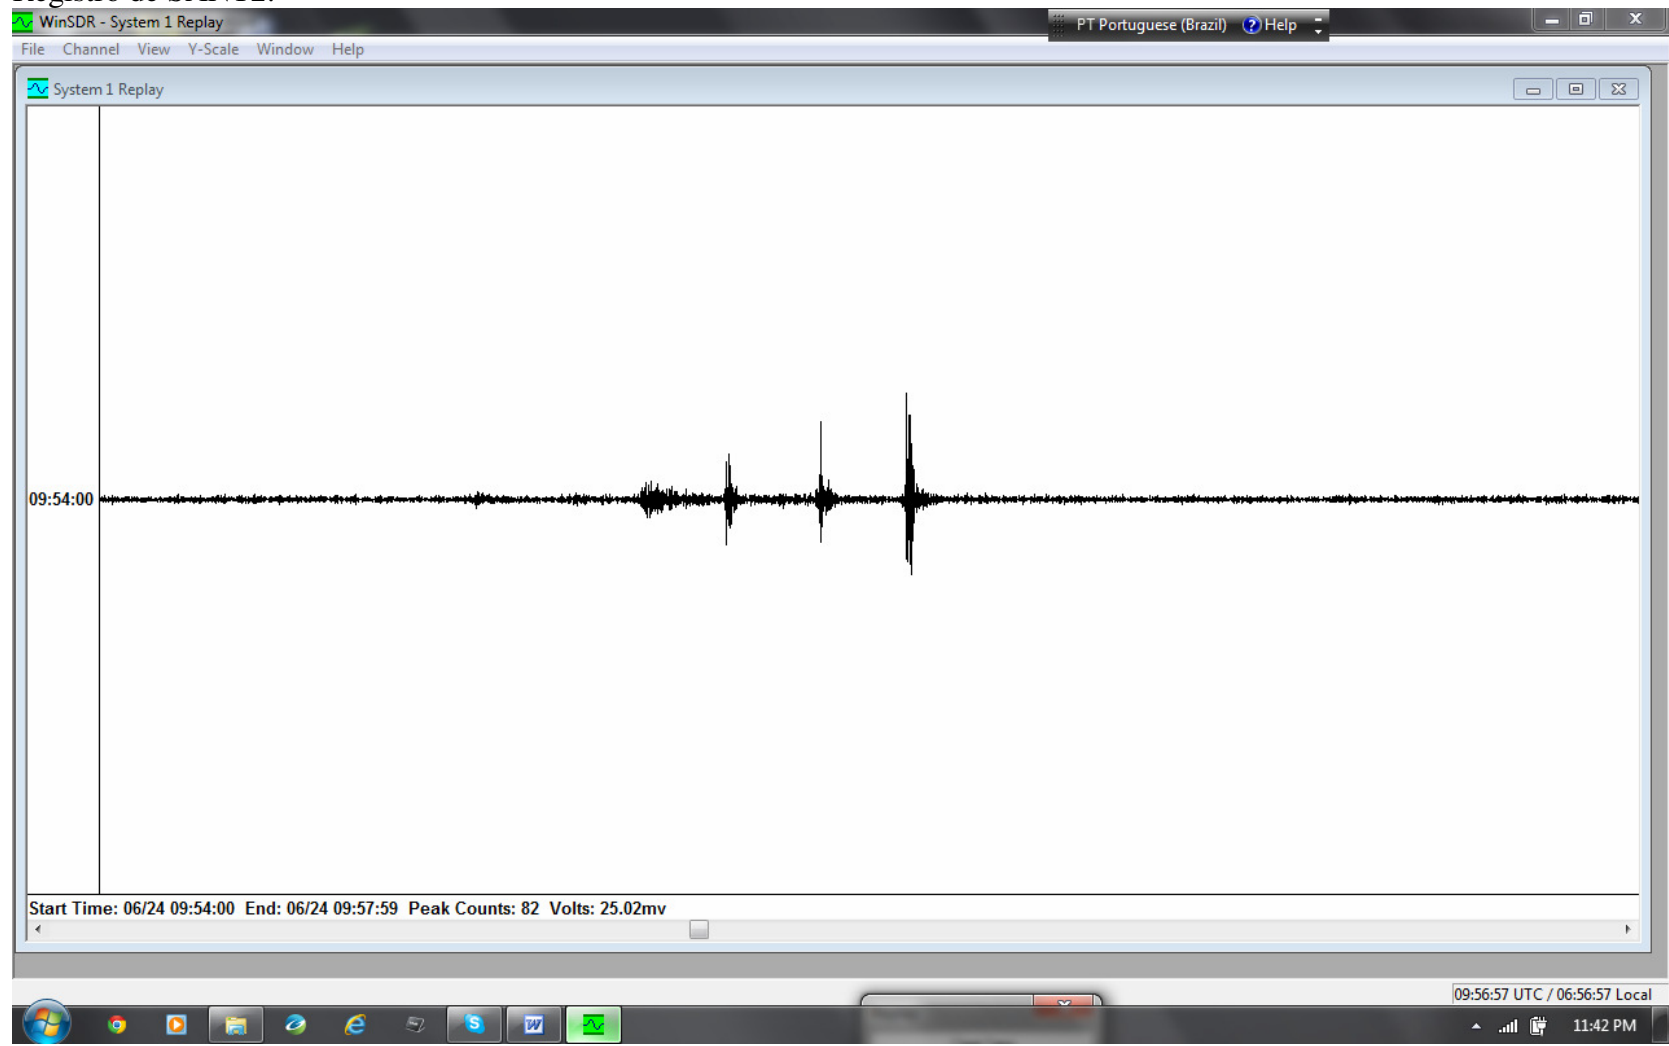 WinSDR - System 1 Replay
PT Portuguese (Brazil) Help
File Channel View Y-Scale Window Help
System 1 Replay
09:54:00
Start Time: 06/24 09:54:00 End: 06/24 09:57:59 Peak Counts: 82 Volts: 25.02mv
09:56:57 UTC / 06:56:57 Local
11:42 PM